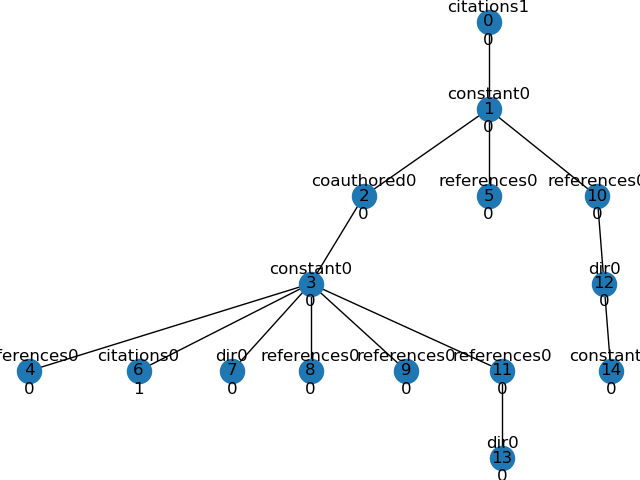 citations1
0
0
constant0
1
0
coauthored0 references0 references0
2 5 10
0 0 0
constant0 dir0
3 12
0 0
ferences0 citations0 dir0 references0 references0 references0 constant
4 6 7 8 9 11 14
0 1 0 0 0 0 0
dir0
13
0